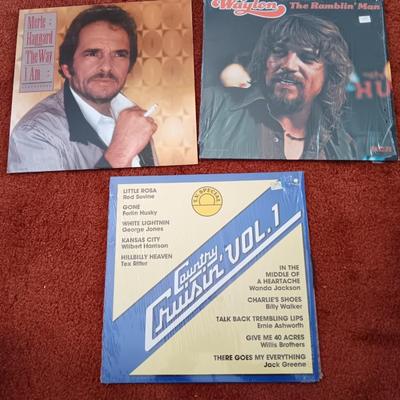 Merle
Haggard
The Way
I Am
Waylon
The Ramblin' Man
RCA
HU
LITTLE ROSA
Red Sovine
GONE
Ferlin Husky
WHITE LIGHTNIN
George Jones
KANSAS CITY
Wilbert Harrison
HILLBILLY HEAVEN
Tex Ritter
SPECIAL
Country
Cruisin' VOL. 1
IN THE
MIDDLE OF
A HEARTACHE
Wanda Jackson
CHARLIE'S SHOES
Billy Walker
TALK BACK TREMBLING LIPS
Ernie Ashworth
GIVE ME 40 ACRES
Willis Brothers
THERE GOES MY EVERYTHING
Jack Greene